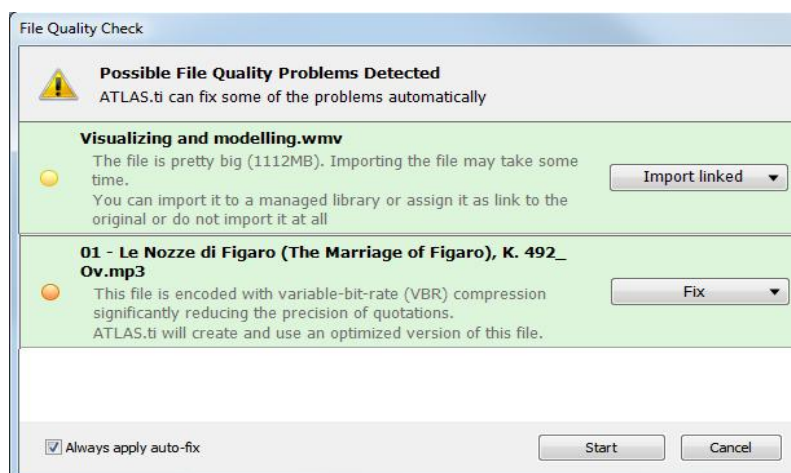 File Quality Check
Possible File Quality Problems Detected
ATLAS.ti can fix some of the problems automatically
Visualizing and modelling.wmv
The file is pretty big (1112MB). Importing the file may take some
time.
You can import it to a managed library or assign it as link to the
original or do not import it at all
Import linked
01 - Le Nozze di Figaro (The Marriage of Figaro), K. 492_
Ov.mp3
This file is encoded with variable-bit-rate (VBR) compression
significantly reducing the precision of quotations.
ATLAS.ti will create and use an optimized version of this file.
Fix
Always apply auto-fix
Start
Cancel